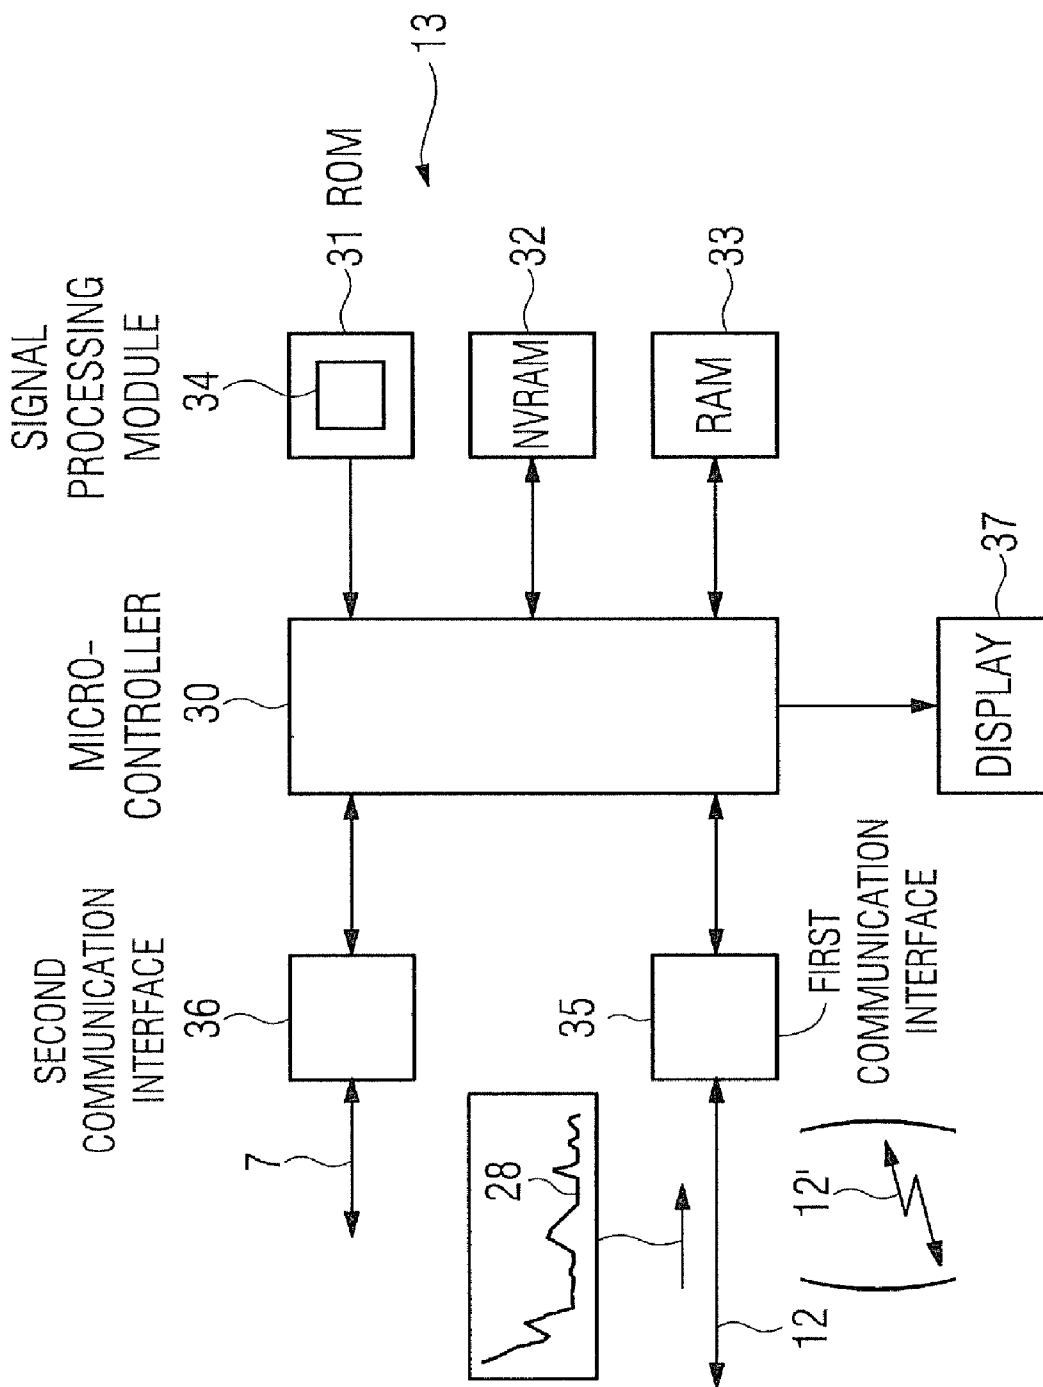 SECOND
COMMUNICATION
INTERFACE
36
7
MICRO-
CONTROLLER
30
SIGNAL
PROCESSING
MODULE
34
31 ROM
13
NVRAM
32
28
35
RAM
33
FIRST
COMMUNICATION
INTERFACE
12
12'
DISPLAY
37